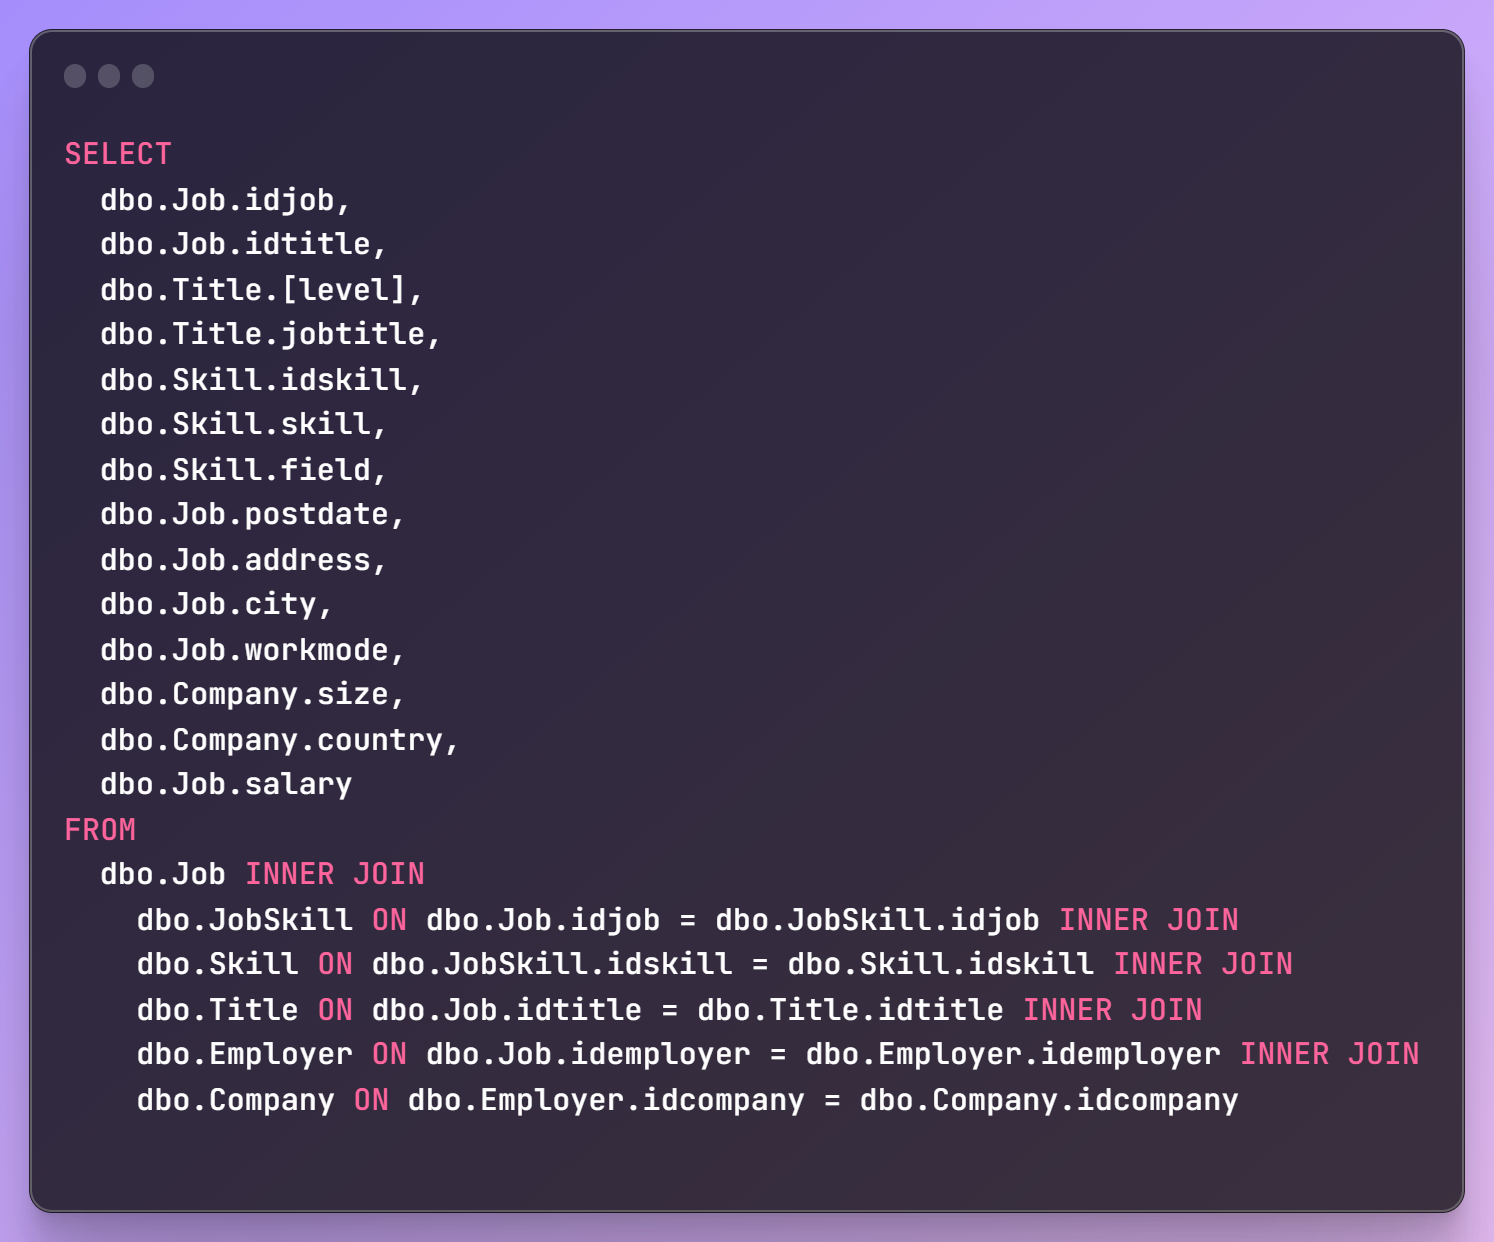 SELECT
  dbo.Job.idjob,
  dbo.Job.idtitle,
  dbo.Title.[level],
  dbo.Title.jobtitle,
  dbo.Skill.idskill,
  dbo.Skill.skill,
  dbo.Skill.field,
  dbo.Job.postdate,
  dbo.Job.address,
  dbo.Job.city,
  dbo.Job.workmode,
  dbo.Company.size,
  dbo.Company.country,
  dbo.Job.salary
FROM
  dbo.Job INNER JOIN
    dbo.JobSkill ON dbo.Job.idjob = dbo.JobSkill.idjob INNER JOIN
    dbo.Skill ON dbo.JobSkill.idskill = dbo.Skill.idskill INNER JOIN
    dbo.Title ON dbo.Job.idtitle = dbo.Title.idtitle INNER JOIN
    dbo.Employer ON dbo.Job.idemployer = dbo.Employer.idemployer INNER JOIN
    dbo.Company ON dbo.Employer.idcompany = dbo.Company.idcompany